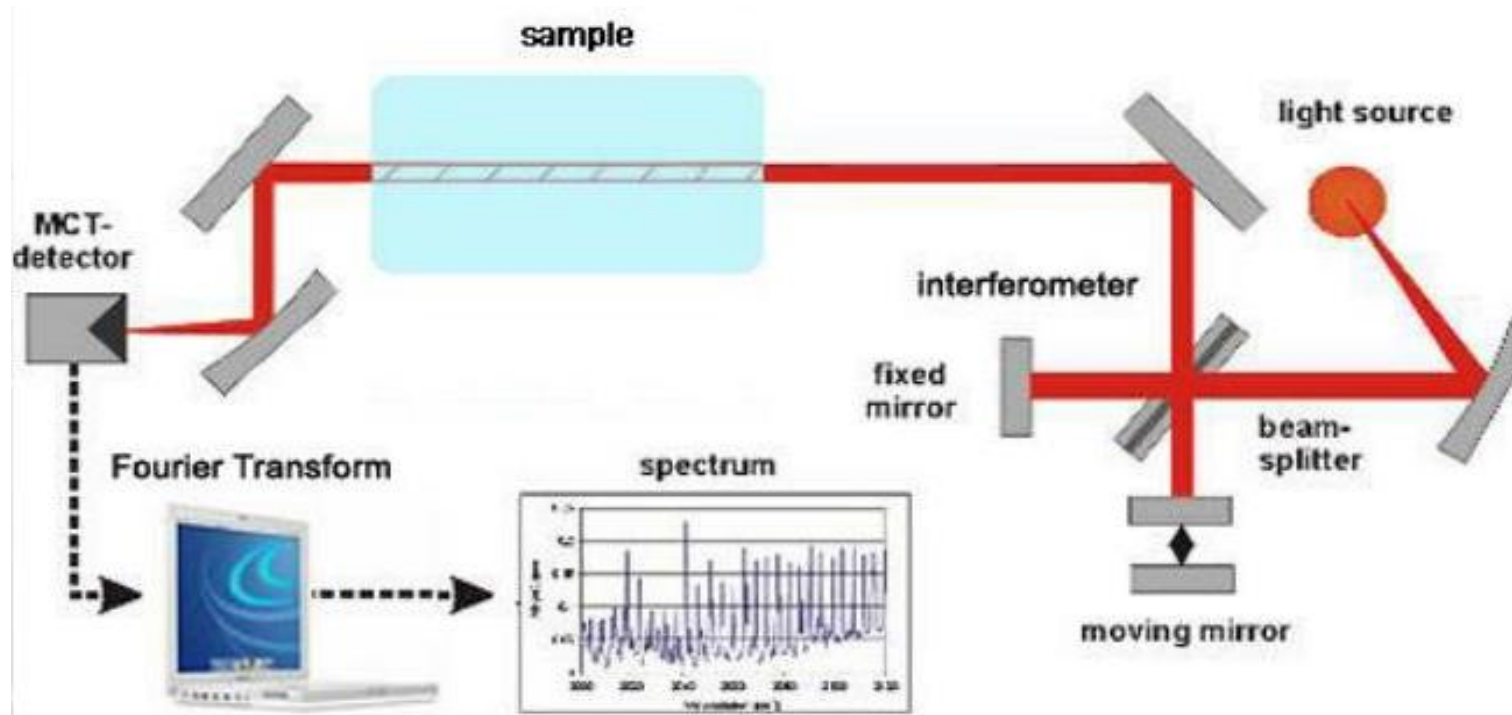 sample
light source
MCT-
detector
interferometer
fixed
mirror
beam-
splitter
Fourier Transform
spectrum
moving mirror